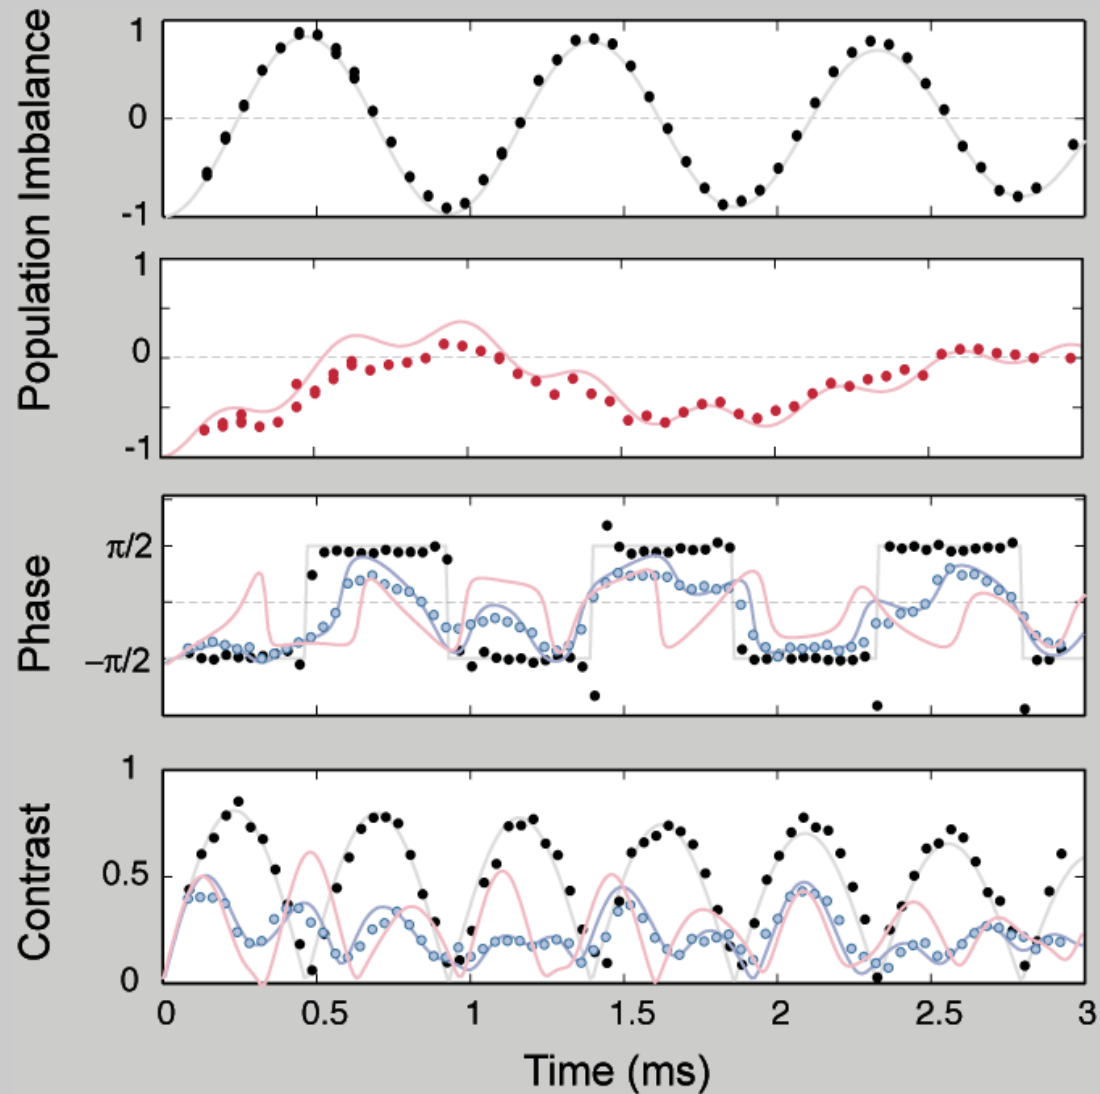 Population Imbalance
1
0
-1
1
0
-1
Phase
π/2
−π/2
Contrast
1
0.5
0
0 0.5 1 1.5 2 2.5 3
Time (ms)